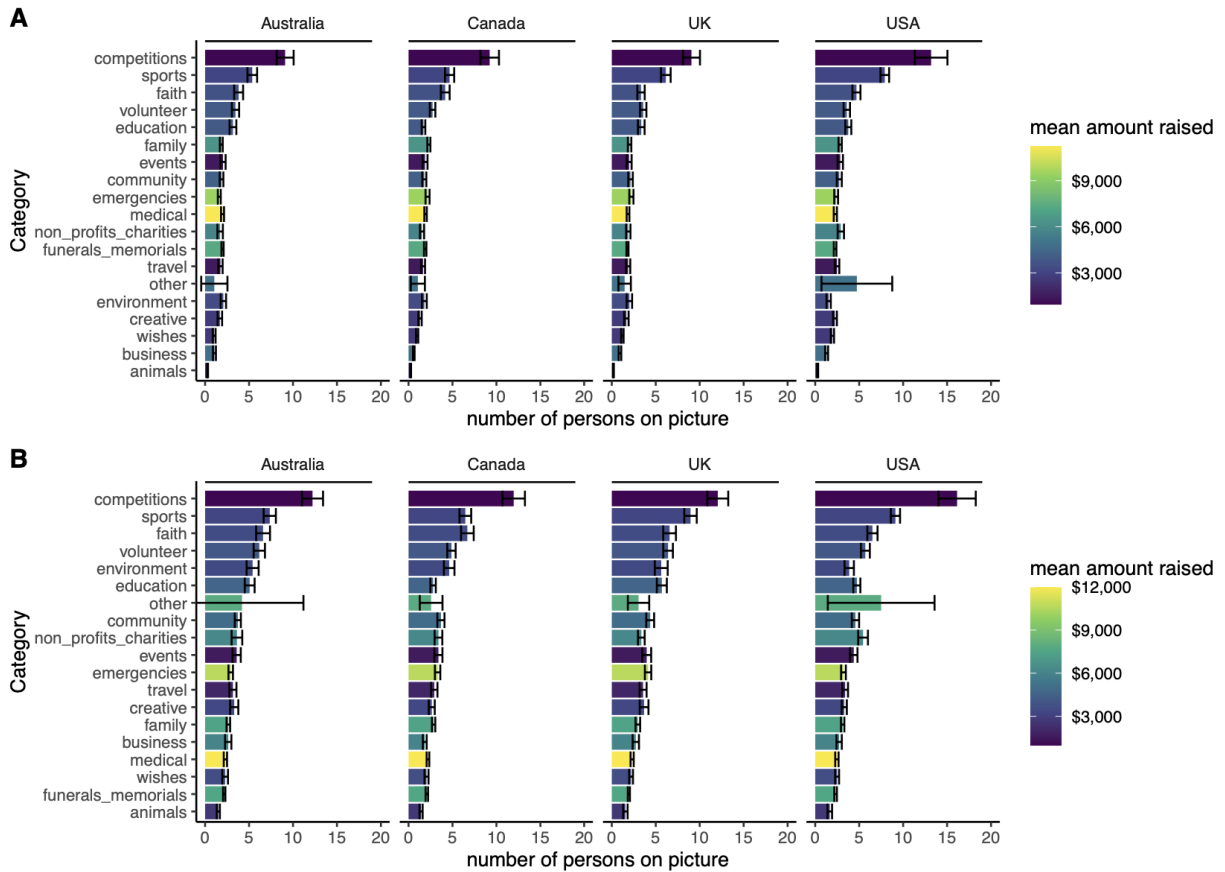 A
Australia Canada UK USA
competitions
sports
faith
volunteer
education
family
events
community
emergencies
medical
non_profits_charities
funerals_memorials
travel
other
environment
creative
wishes
business
animals
Category
0 5 10 15 20 0 5 10 15 20 0 5 10 15 20 0 5 10 15 20
number of persons on picture
mean amount raised
$9,000
$6,000
$3,000
B
Australia Canada UK USA
competitions
sports
faith
volunteer
environment
education
other
community
non_profits_charities
events
emergencies
travel
creative
family
business
medical
wishes
funerals_memorials
animals
Category
0 5 10 15 20 0 5 10 15 20 0 5 10 15 20 0 5 10 15 20
number of persons on picture
mean amount raised
$12,000
$9,000
$6,000
$3,000